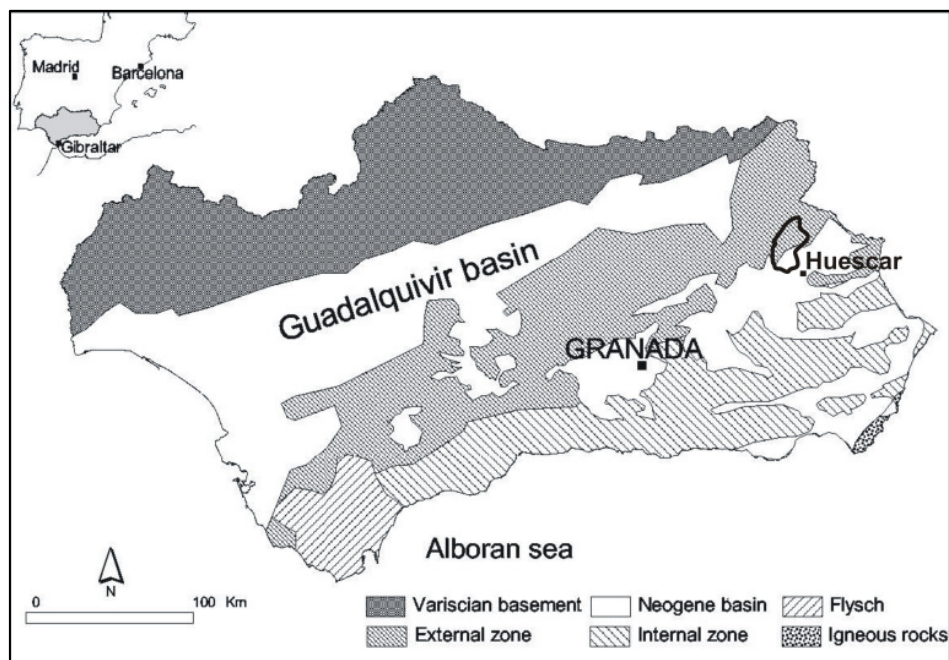 Madrid
Barcelona
Gibraltar
Guadalquivir basin
Huescar
GRANADA
Alboran sea
N
0 100 Km
Variscian basement
Neogene basin
Flysch
External zone
Internal zone
Igneous rocks